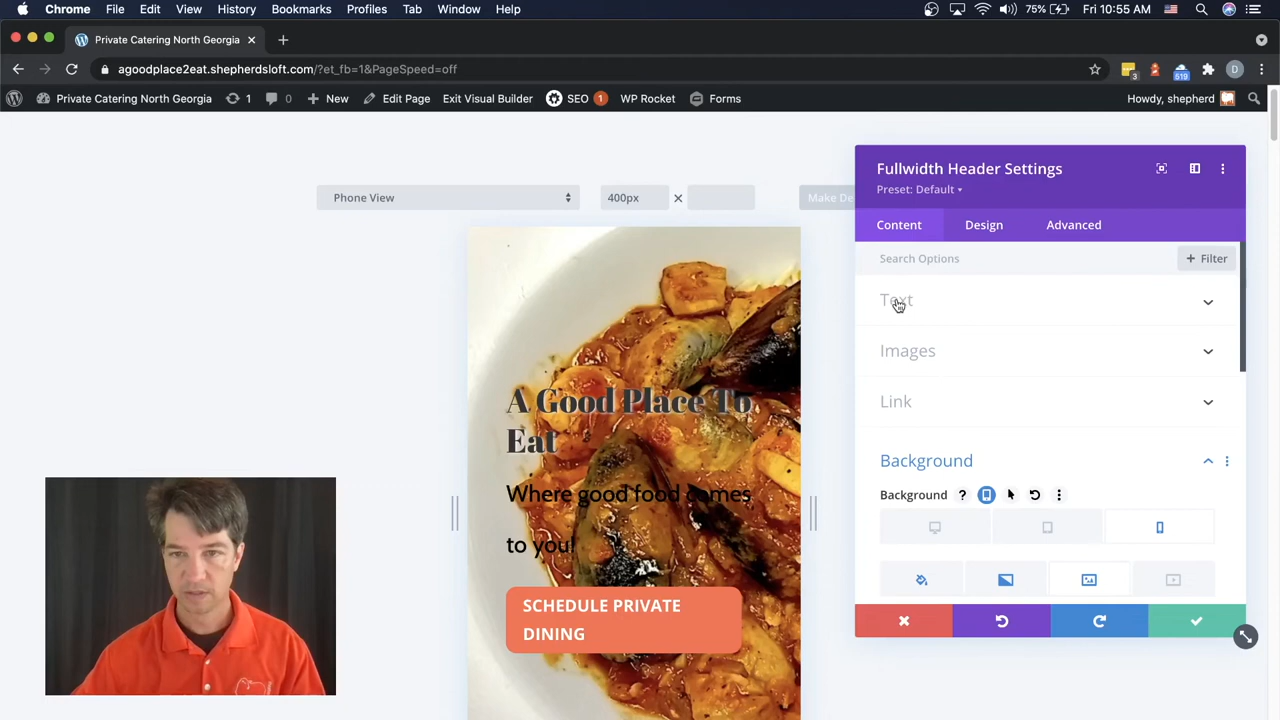 Chrome File Edit View History Bookmarks Profiles Tab Window Help 75% Fri 10:55 AM
Private Catering North Georgia
agoodplace2eat.shepherdsloft.com/?et_fb=1&PageSpeed=off
3
519
D
Private Catering North Georgia 1 0 New Edit Page Exit Visual Builder SEO 1 WP Rocket Forms Howdy, shepherd
Fullwidth Header Settings
Preset: Default
Phone View 400px Make De
Content Design Advanced
Search Options + Filter
Text
Images
Link
A Good Place To
Eat
Background
Where good food comes
Background ?
to you!
SCHEDULE PRIVATE
DINING